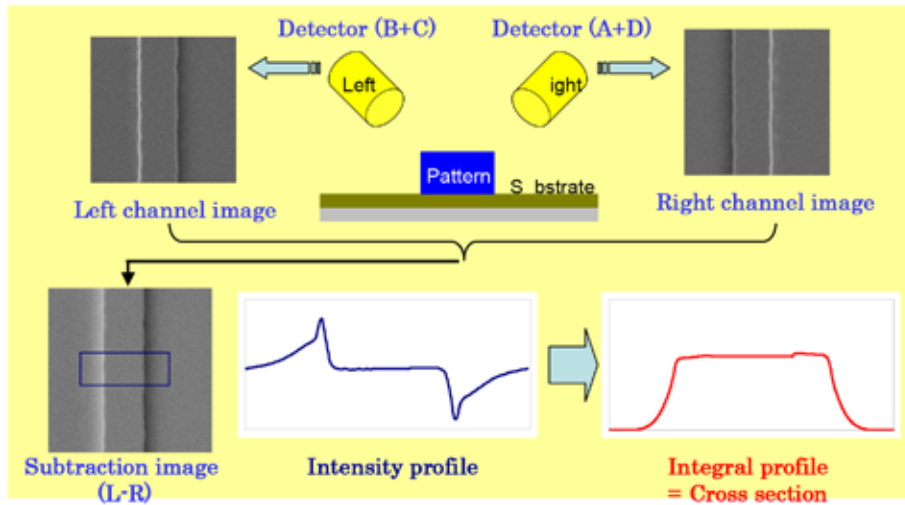 Detector (B+C)
Detector (A+D)
Left
ight
Pattern
S bstrate
Left channel image
Right channel image
Subtraction image
(L-R)
Intensity profile
Integral profile
= Cross section